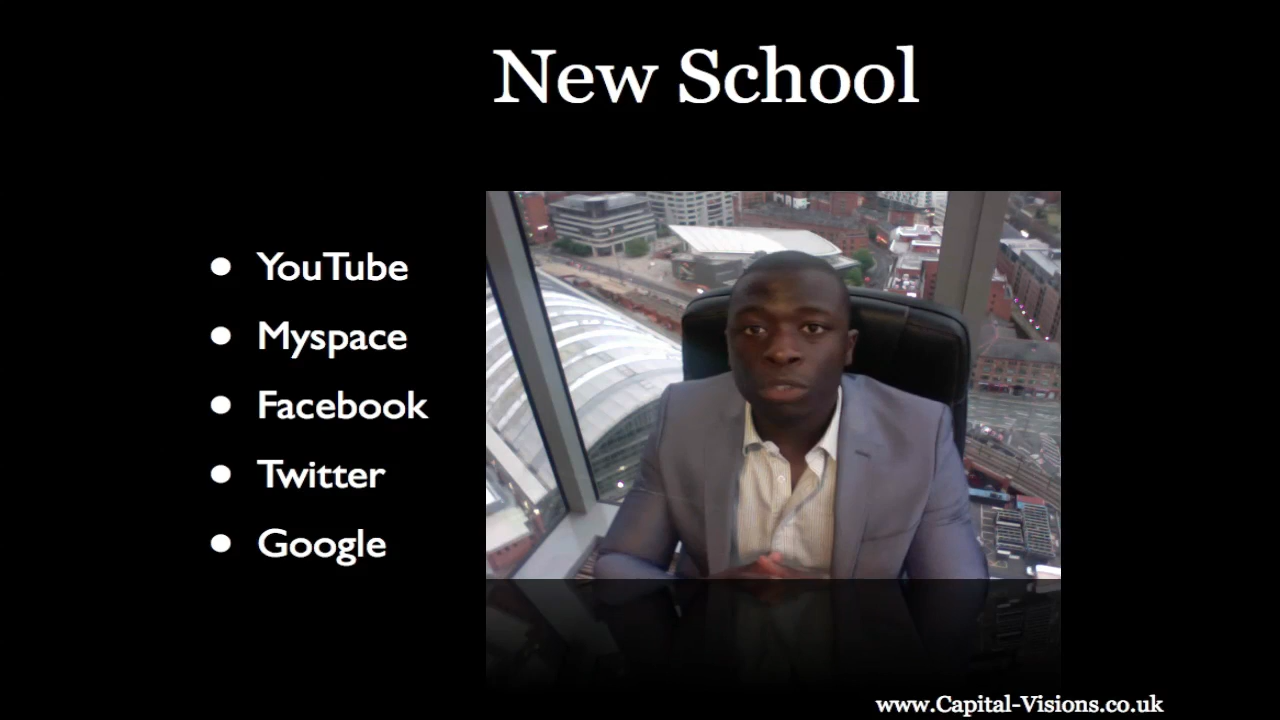 New School
• YouTube
• Myspace
• Facebook
• Twitter
• Google
www.Capital-Visions.co.uk